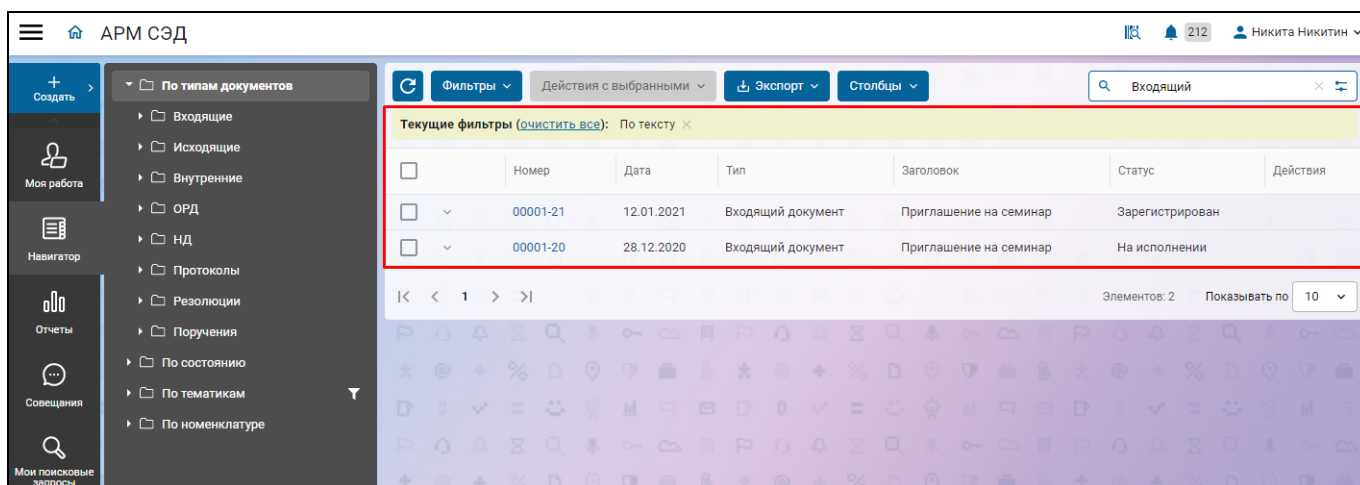 АРМ СЭД
212
Никита Никитин
+ Создать
Моя работа
Навигатор
Отчеты
Совещания
Мои поисковые
запросы
По типам документов
Входящие
Исходящие
Внутренние
ОРД
НД
Протоколы
Резолюции
Поручения
По состоянию
По тематикам
По номенклатуре
Фильтры Действия с выбранными Экспорт Столбцы Входящий
Текущие фильтры (очистить все): По тексту
Номер Дата Тип Заголовок Статус Действия
00001-21 12.01.2021 Входящий документ Приглашение на семинар Зарегистрирован
00001-20 28.12.2020 Входящий документ Приглашение на семинар На исполнении
1 Элементов: 2 Показывать по 10